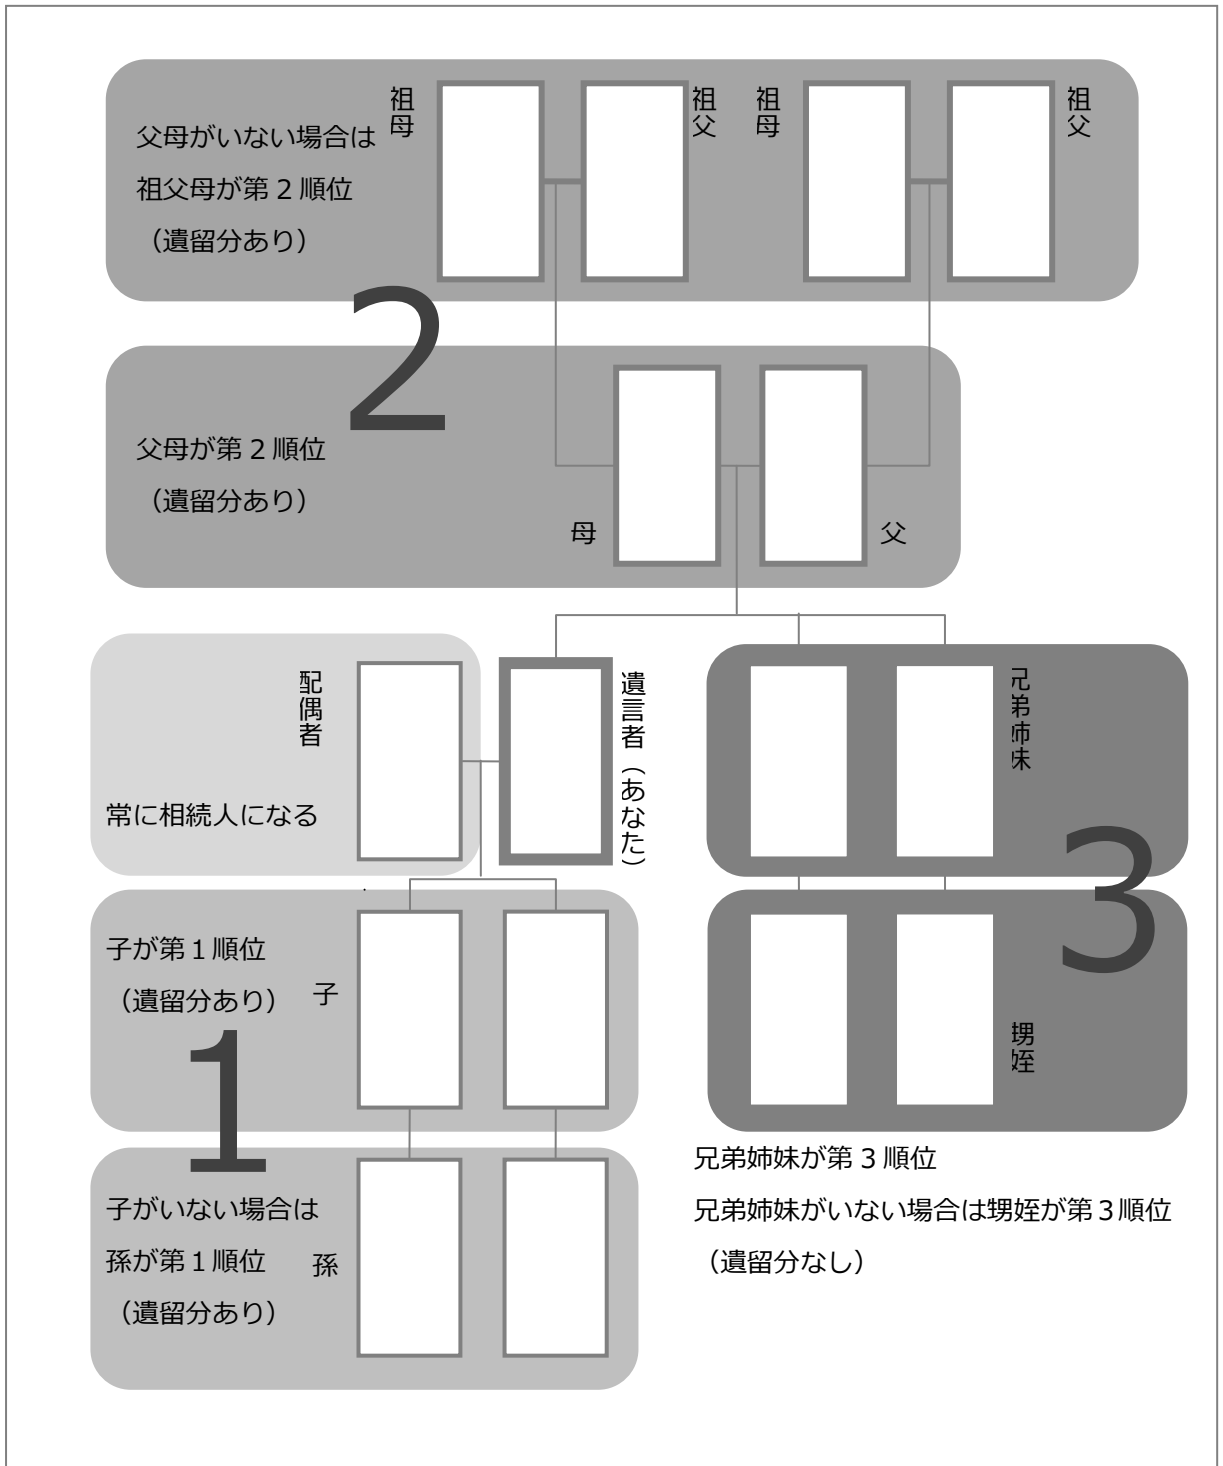 父母がいない場合は
祖父母が第2順位
（遺留分あり）
祖母
祖父
祖母
祖父
2
父母が第2順位
（遺留分あり）
母
父
配偶者
常に相続人になる
遺言者（あなた）
兄弟姉妹
3
甥姪
子が第1順位
（遺留分あり）
子
1
子がいない場合は
孫が第1順位
（遺留分あり）
孫
兄弟姉妹が第3順位
兄弟姉妹がいない場合は甥姪が第3順位
（遺留分なし）